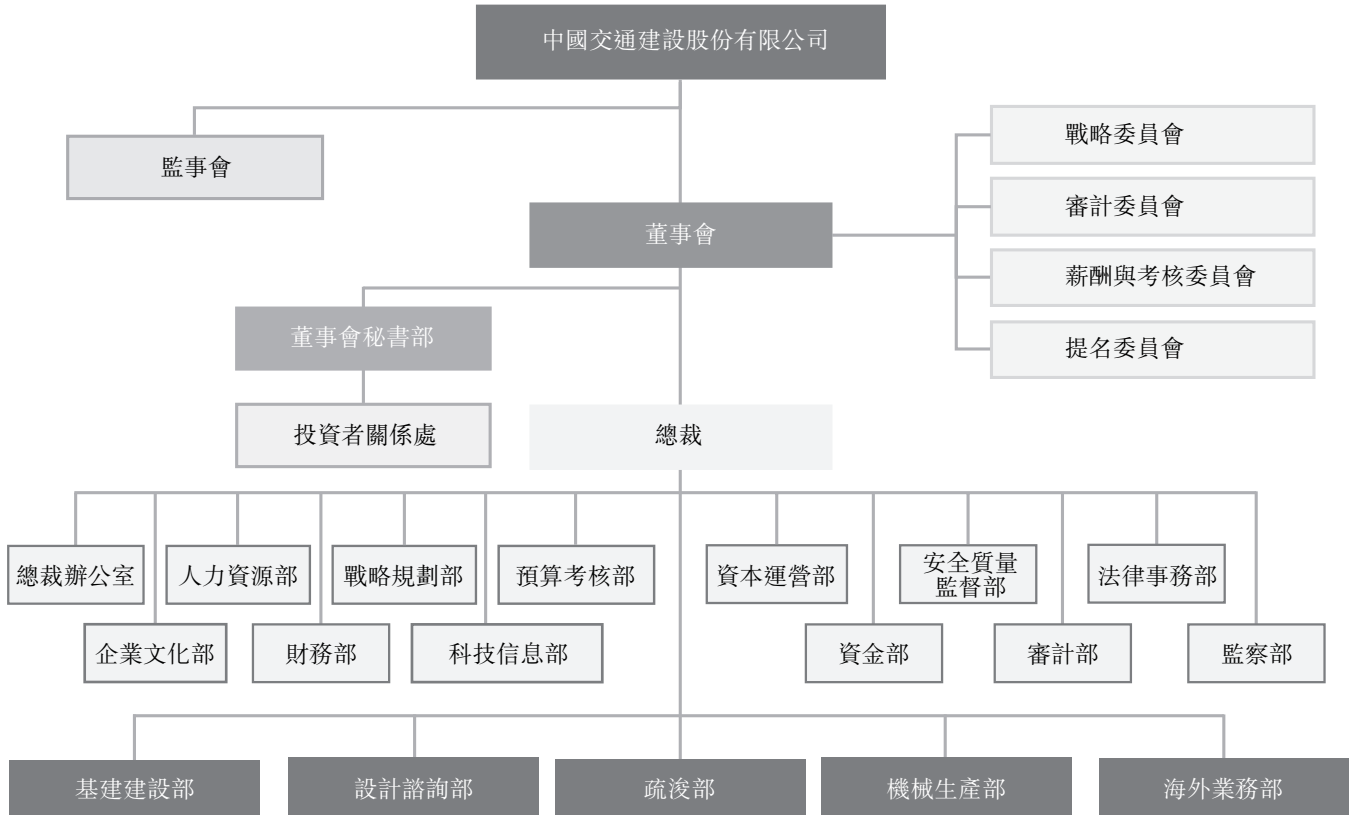 中國交通建設股份有限公司
監事會
戰略委員會
審計委員會
薪酬與考核委員會
提名委員會
董事會
董事會秘書部
投資者關係處
總裁
總裁辦公室
人力資源部
戰略規劃部
預算考核部
資本運營部
安全質量
監督部
法律事務部
企業文化部
財務部
科技信息部
資金部
審計部
監察部
基建建設部
設計諮詢部
疏浚部
機械生產部
海外業務部